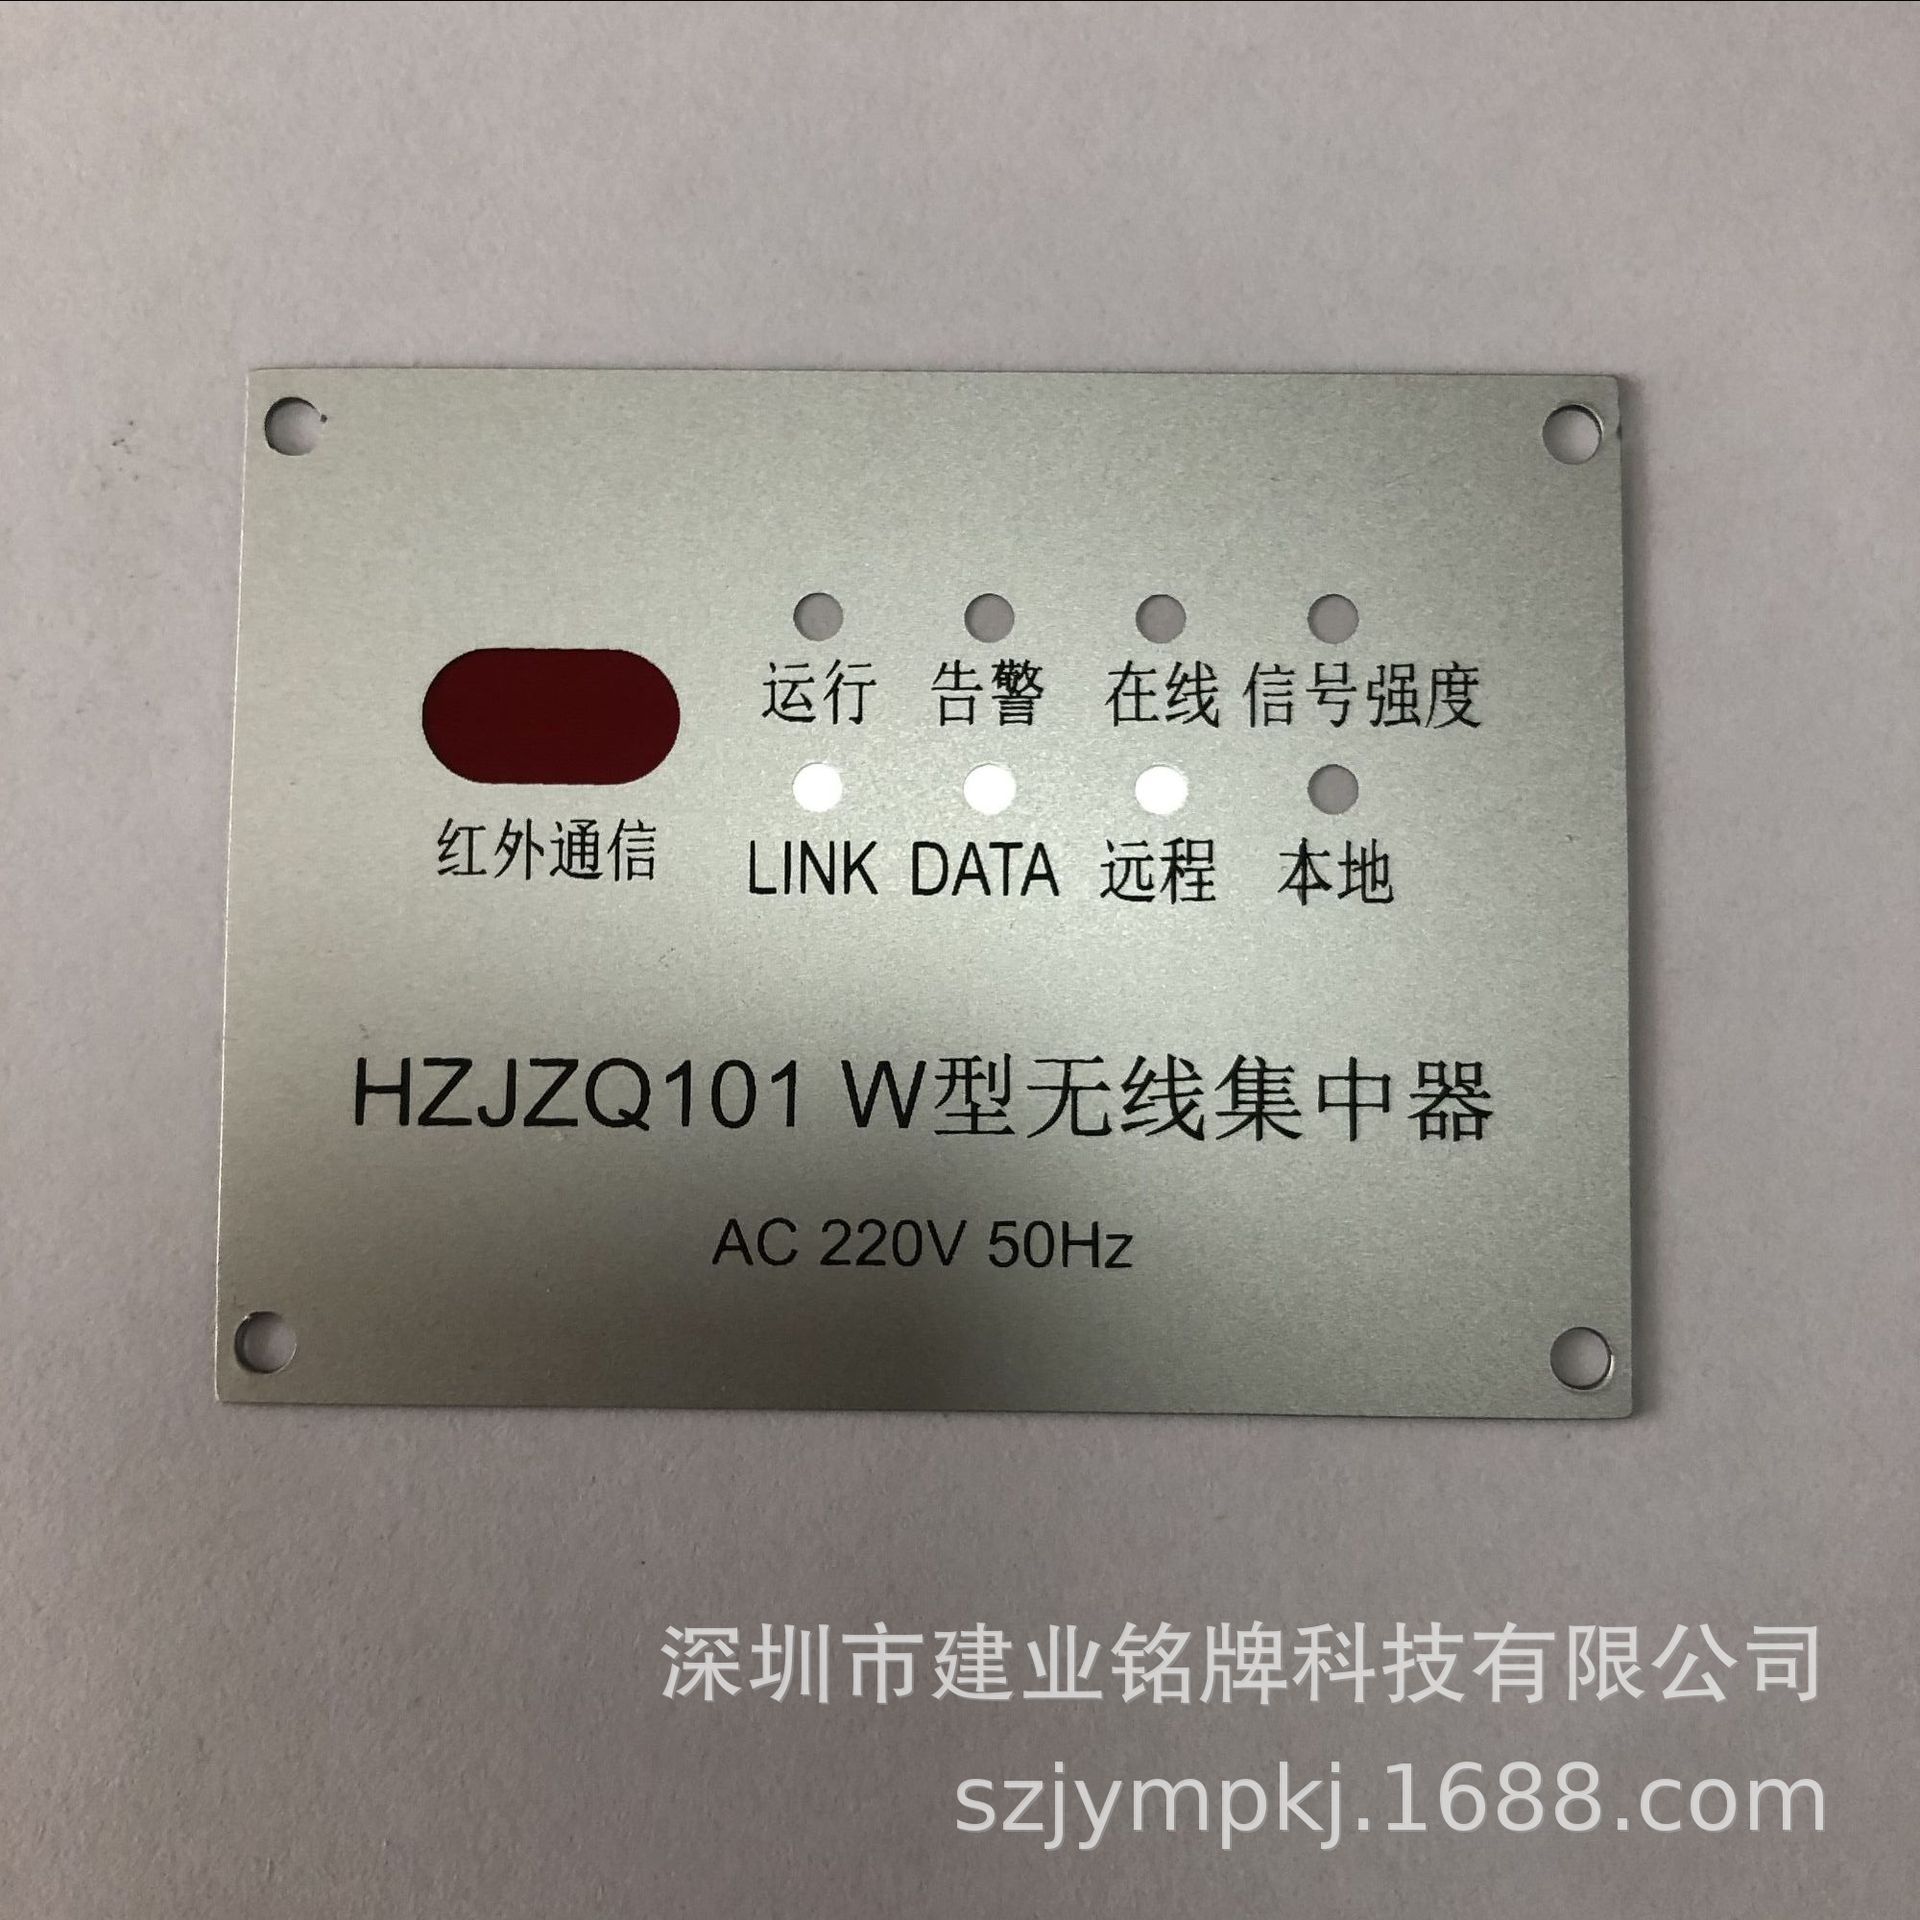 运行 告警 在线 信号强度
红外通信
LINK DATA 远程 本地
HZJZQ101 W型无线集中器
AC 220V 50Hz
深圳市建业铭牌科技有限公司
szjympkj.1688.com